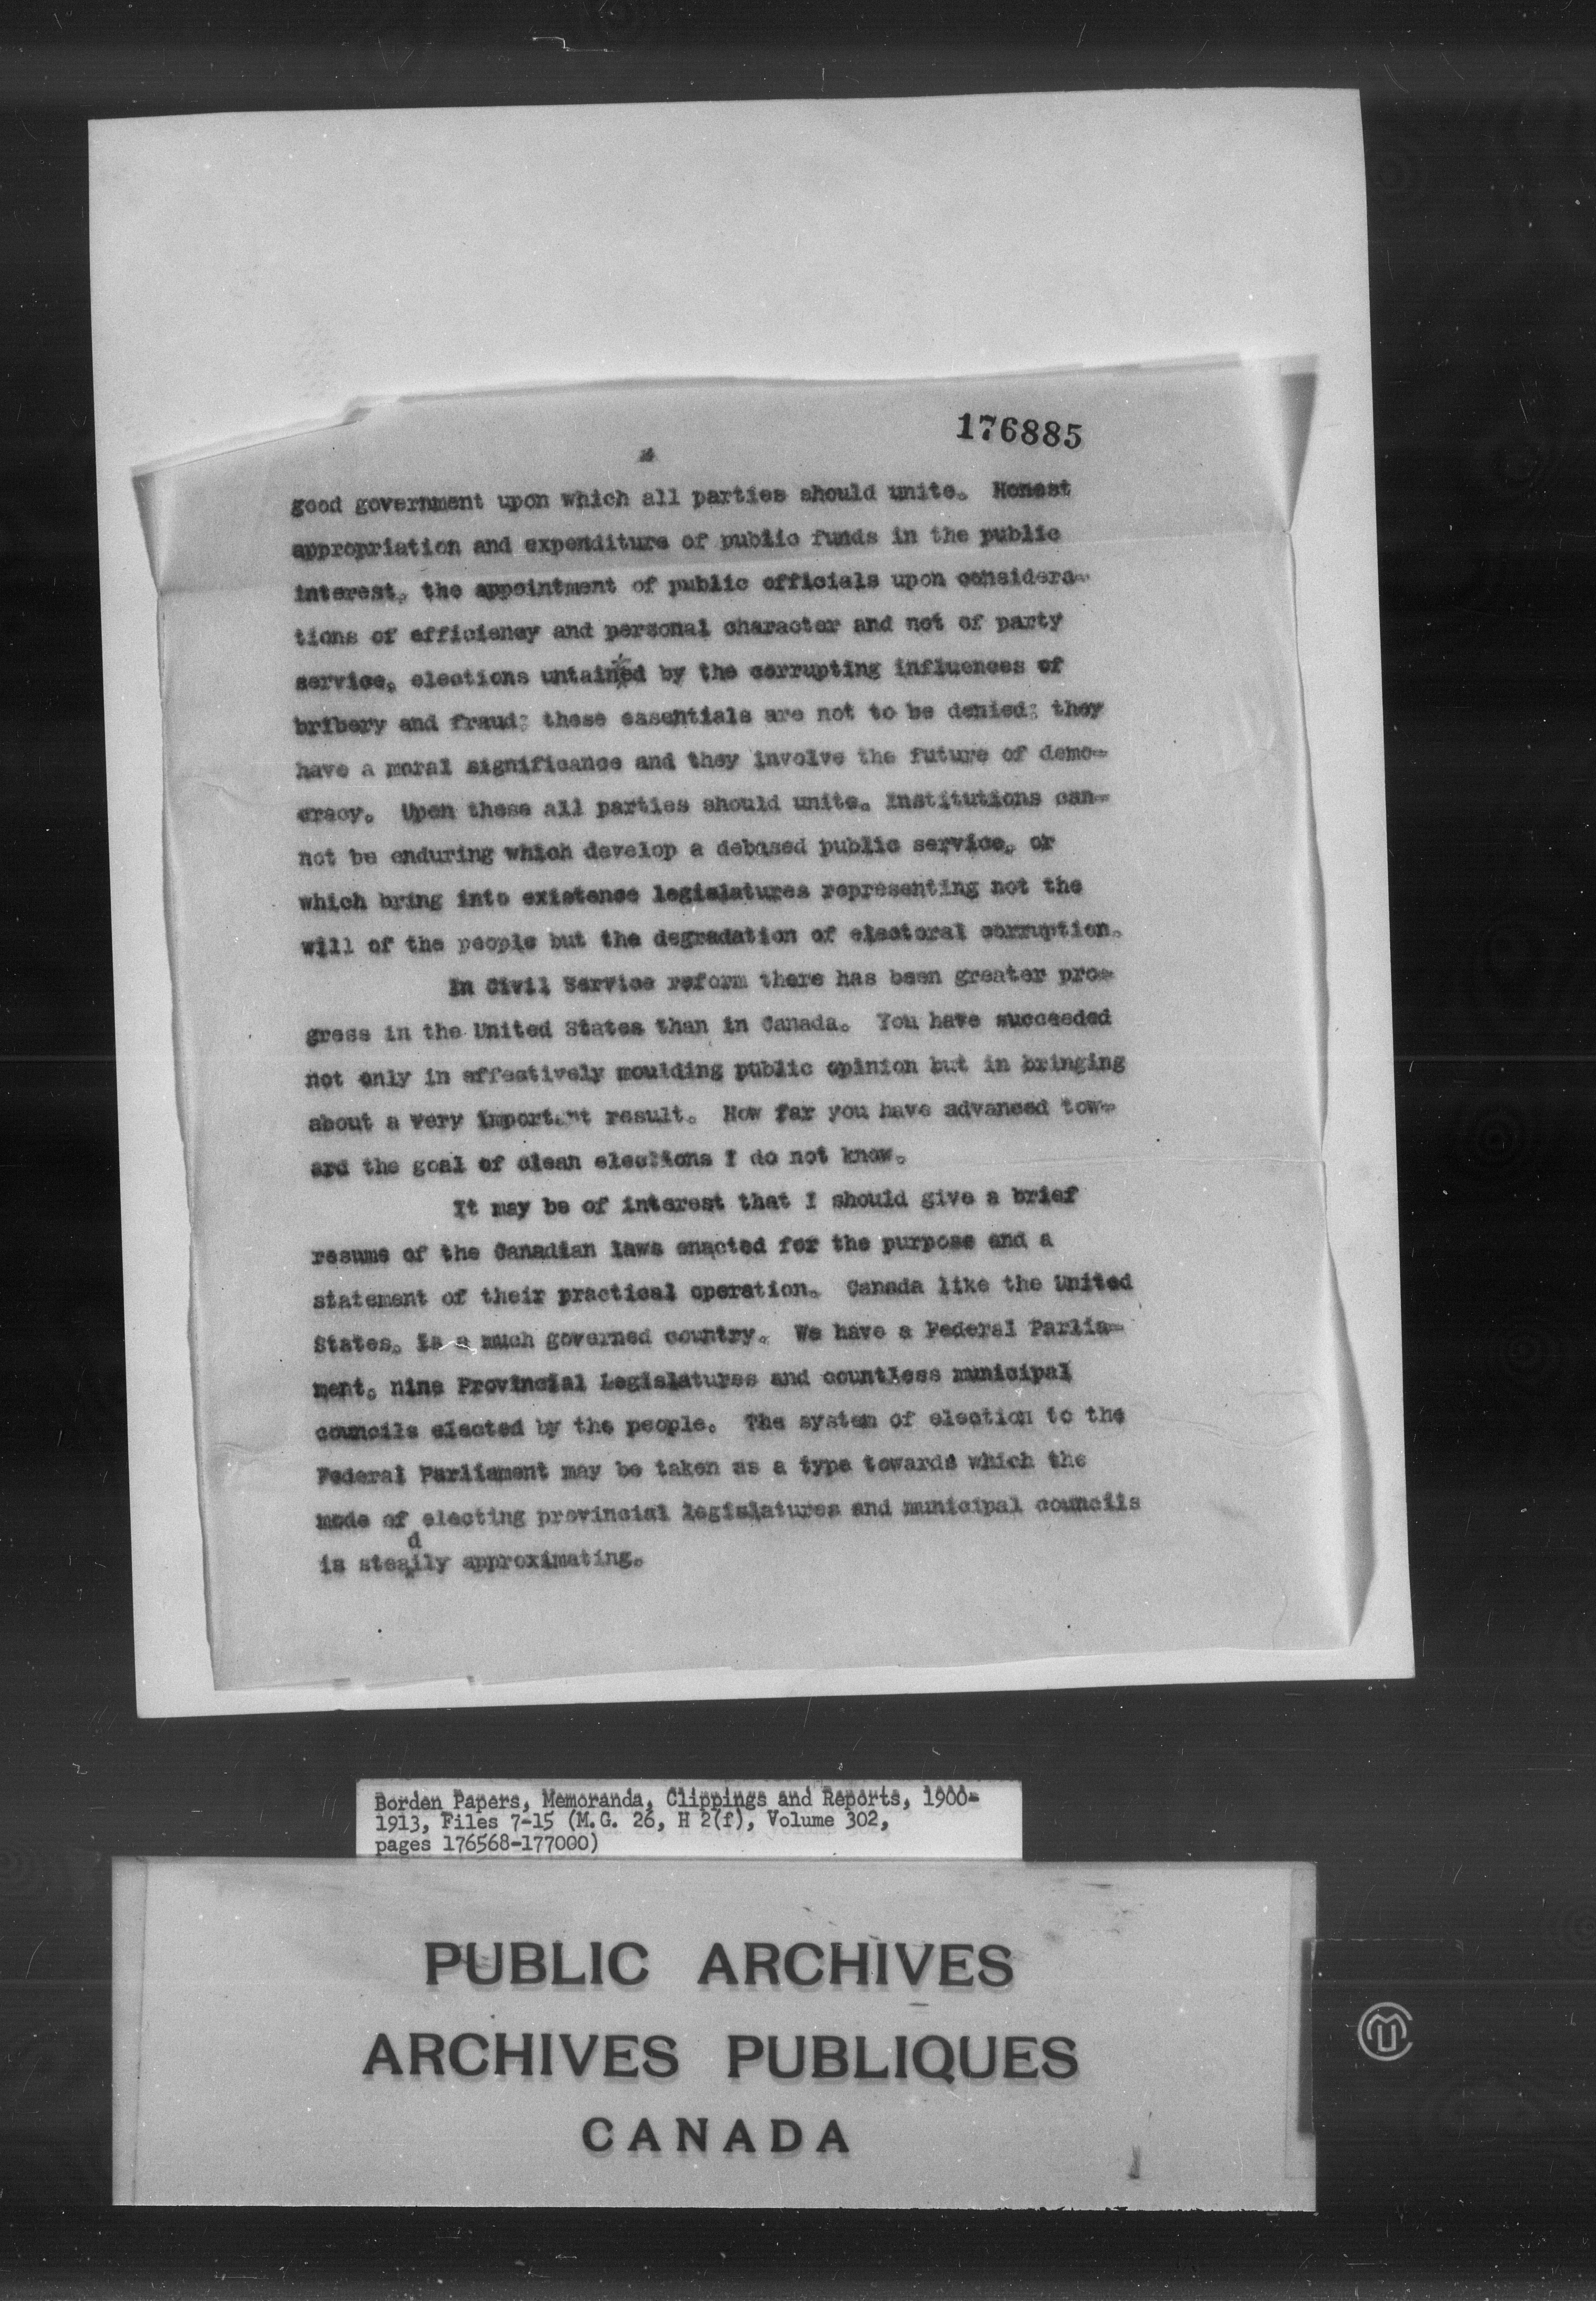 176885
good government upon which all parties should unite. Honest
appropriation and expenditure of public funds in the public
interest, the appointment of public officials upon considera-
tions of efficiency and personal character and not of party
service, elections untainted by the corrupting influences of
bribery and fraud; these essentials are not to be denied; they
have a moral significance and they involve the future of demo-
cracy. Upon these all parties should unite. Institutions can-
not be enduring which develop a debased public service, or
which bring into existence legislatures representing not the
will of the people but the degradation of electoral corruption.
In Civil Service reform there has been greater pro-
gress in the United States than in Canada. You have succeeded
not only in effectively moulding public opinion but in bringing
about a very important result. How far you have advanced tow-
ard the goal of clean elections I do not know.
It may be of interest that I should give a brief
resume of the Canadian laws enacted for the purpose and a
statement of their practical operation. Canada like the United
States, is a much governed country. We have a Federal Parlia-
ment, nine Provincial Legislatures and countless municipal
councils elected by the people. The system of election to the
Federal Parliament may be taken as a type towards which the
mode of electing provincial legislatures and municipal councils
is steadily approximating.
Borden Papers, Memoranda, Clippings and Reports, 1900-
1913, Files 7-15 (M.G. 26, H 2(f), Volume 302,
pages 176568-177000)
PUBLIC ARCHIVES
ARCHIVES PUBLIQUES
CANADA